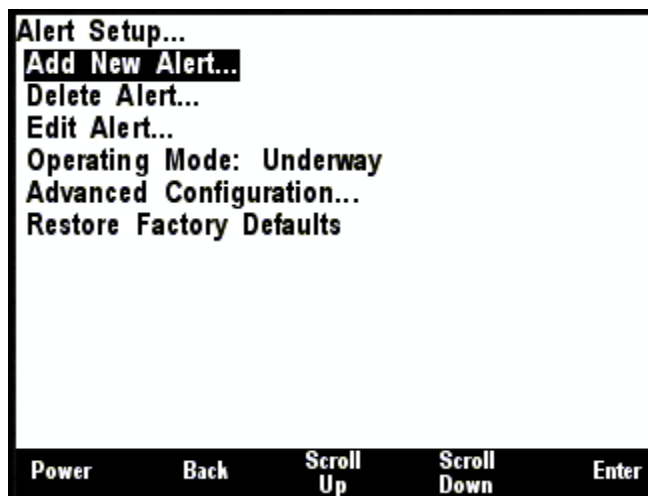 Alert Setup...
Add New Alert...
Delete Alert...
Edit Alert...
Operating Mode: Underway
Advanced Configuration...
Restore Factory Defaults
Power Back Scroll Up Scroll Down Enter